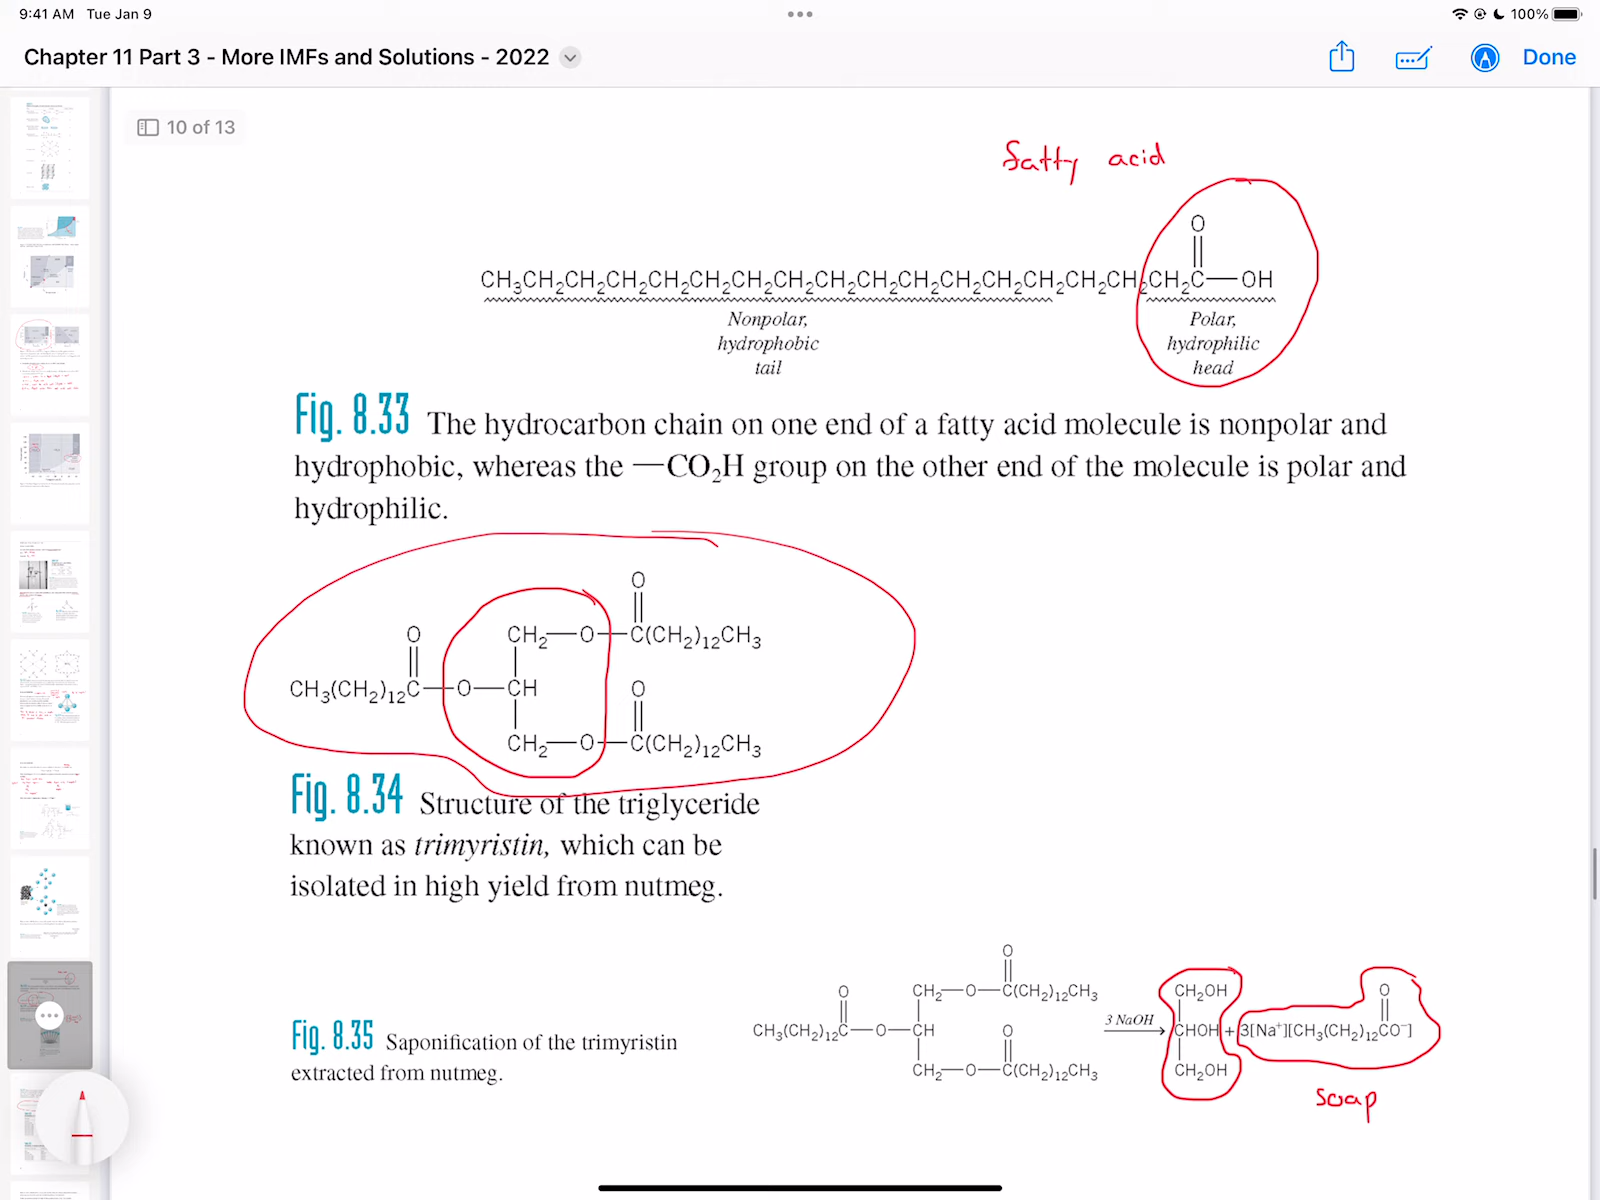 9:41 AM Tue Jan 9
100%
Chapter 11 Part 3 - More IMFs and Solutions - 2022
Done
10 of 13
fatty acid
O
CH₃CH₂CH₂CH₂CH₂CH₂CH₂CH₂CH₂CH₂CH₂CH₂CH₂CH₂CH₂CH₂CH₂C—OH
Nonpolar,
hydrophobic
tail
Polar,
hydrophilic
head
Fig. 8.33 The hydrocarbon chain on one end of a fatty acid molecule is nonpolar and
hydrophobic, whereas the —CO₂H group on the other end of the molecule is polar and
hydrophilic.
O
CH₂—O—C(CH₂)₁₂CH₃
O
CH₃(CH₂)₁₂C—O—CH
O
CH₂—O—C(CH₂)₁₂CH₃
Fig. 8.34 Structure of the triglyceride
known as trimyristin, which can be
isolated in high yield from nutmeg.
O
CH₂—O—C(CH₂)₁₂CH₃
O
CH₃(CH₂)₁₂C—O—CH
O
CH₂—O—C(CH₂)₁₂CH₃
3 NaOH
CH₂OH
CHOH + 3[Na⁺][CH₃(CH₂)₁₂CO⁻]
O
CH₂OH
Fig. 8.35 Saponification of the trimyristin
extracted from nutmeg.
soap